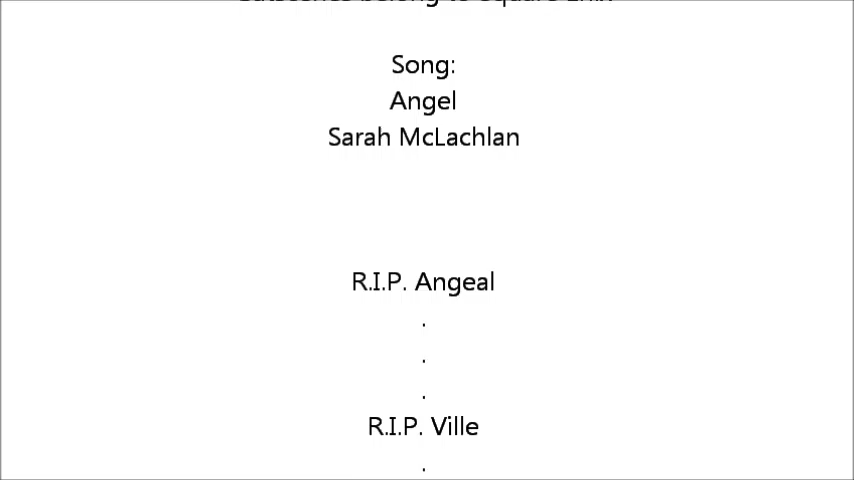 Song:
Angel
Sarah McLachlan
R.I.P. Angeal
.
.
.
R.I.P. Ville
.